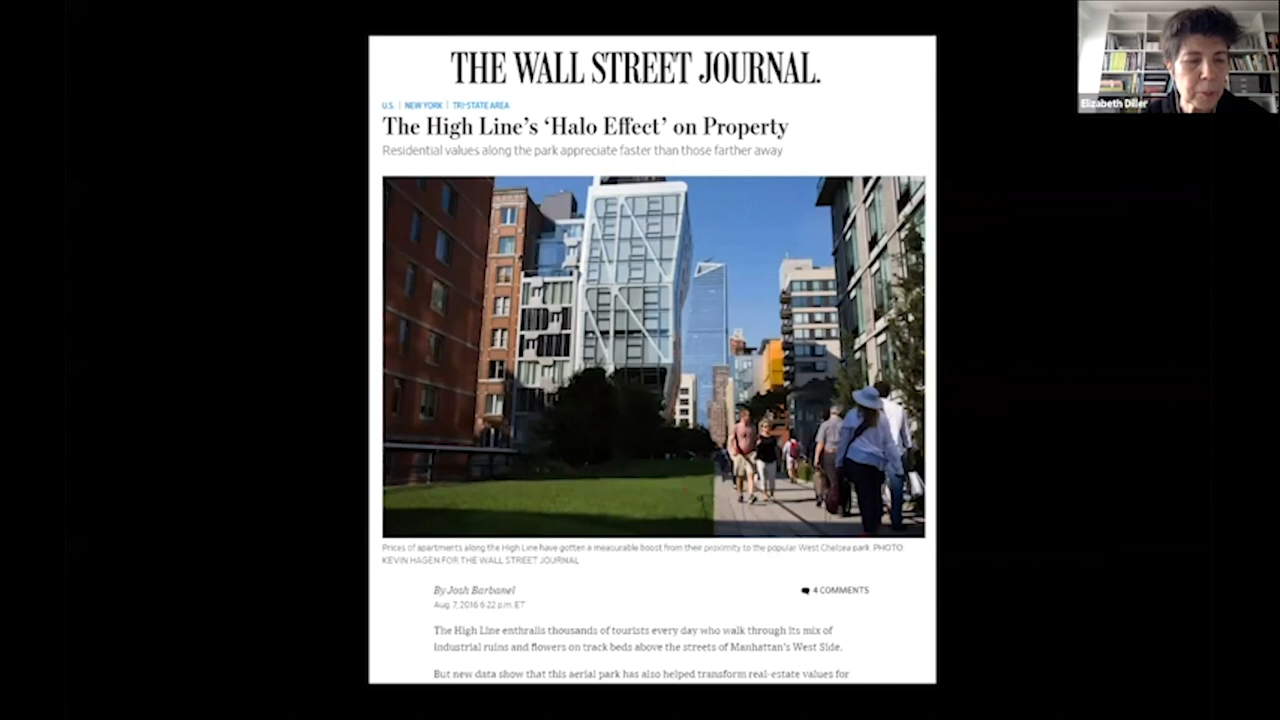 THE WALL STREET JOURNAL.
Elizabeth Diller
U.S. | NEW YORK | TRI-STATE AREA
The High Line's 'Halo Effect' on Property
Residential values along the park appreciate faster than those farther away
Prices of apartments along the High Line have gotten a measurable boost from their proximity to the popular West Chelsea park. PHOTO:
KEVIN HAGEN FOR THE WALL STREET JOURNAL
By Josh Barbanel
4 COMMENTS
Aug. 7, 2016 6:22 p.m. ET
The High Line enthralls thousands of tourists every day who walk through its mix of
industrial ruins and flowers on track beds above the streets of Manhattan's West Side.
But new data show that this aerial park has also helped transform real-estate values for